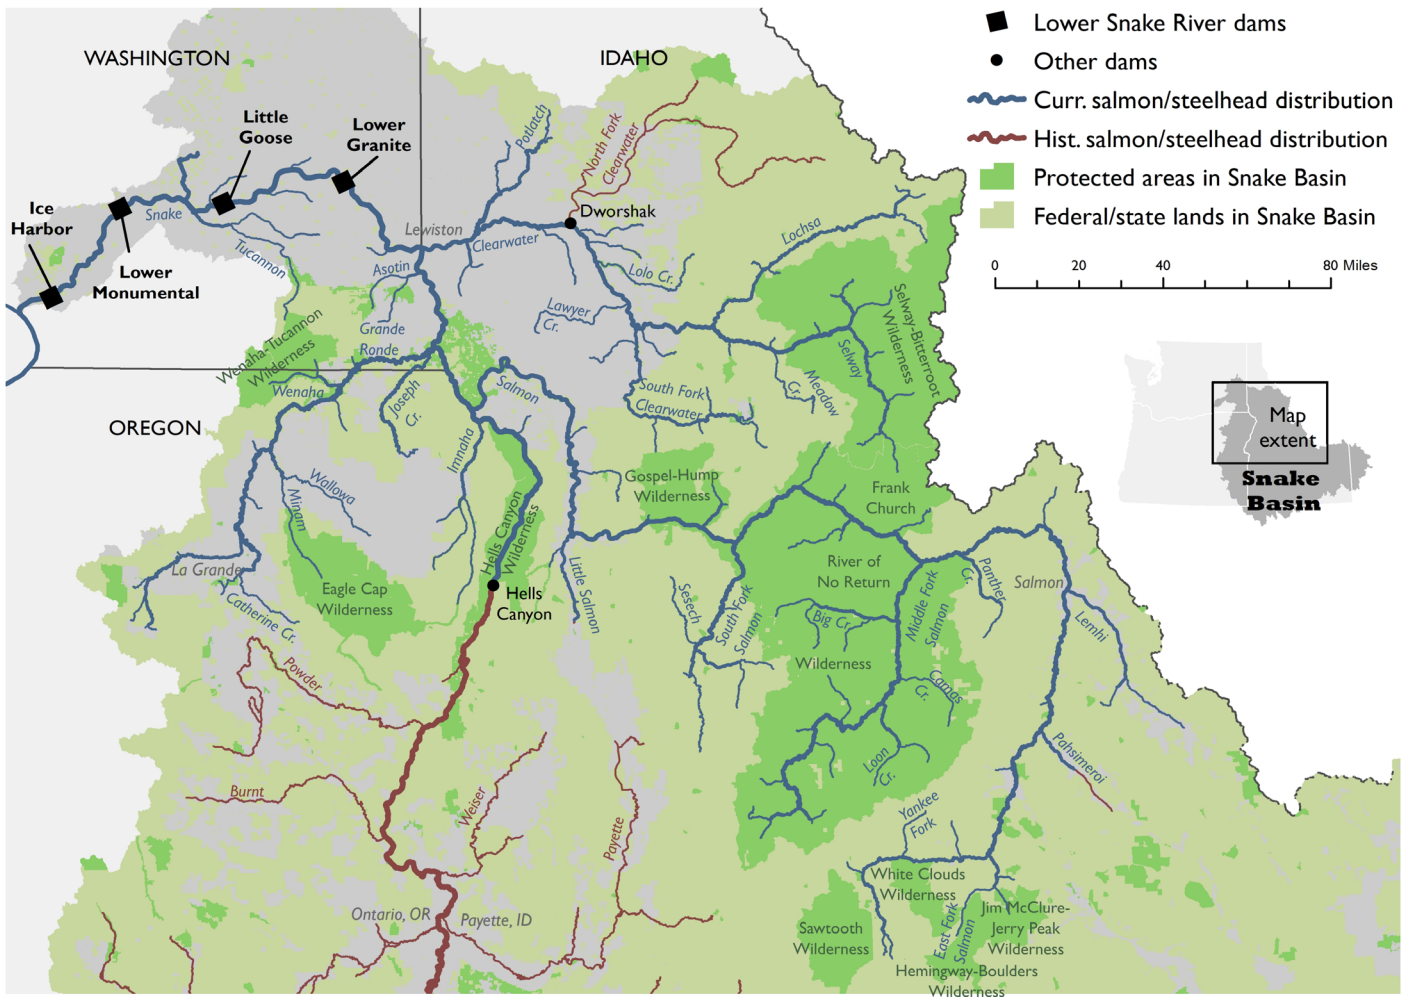 WASHINGTON
IDAHO
Lower Snake River dams
Other dams
Curr. salmon/steelhead distribution
Hist. salmon/steelhead distribution
Protected areas in Snake Basin
Federal/state lands in Snake Basin
0 20 40 80 Miles
Map
extent
Snake
Basin
Little
Goose
Lower
Granite
Ice
Harbor
Lower
Monumental
Snake
Tucannon
Asotin
Lewiston
Clearwater
Potlatch
North Fork
Clearwater
Dworshak
Lolo Cr.
Lawyer
Cr.
Lochsa
Selway-Bitterroot
Wilderness
Selway
Meadow
Cr.
South Fork
Clearwater
Grande
Ronde
Wenaha-Tucannon
Wilderness
Wenaha
Joseph
Cr.
Salmon
OREGON
Imnaha
Wallowa
Minam
Hells Canyon
Wilderness
Gospel-Hump
Wilderness
Frank
Church
River of
No Return
Wilderness
La Grande
Catherine Cr.
Eagle Cap
Wilderness
Hells
Canyon
Little Salmon
Sesech
South Fork
Salmon
Big Cr.
Middle Fork
Salmon
Panther
Cr.
Salmon
Lemhi
Camas
Cr.
Loon
Cr.
Pahsimeroi
Powder
Burnt
Weiser
Payette
Yankee
Fork
White Clouds
Wilderness
Ontario, OR
Payette, ID
Sawtooth
Wilderness
East Fork
Salmon
Jim McClure-
Jerry Peak
Wilderness
Hemingway-Boulders
Wilderness